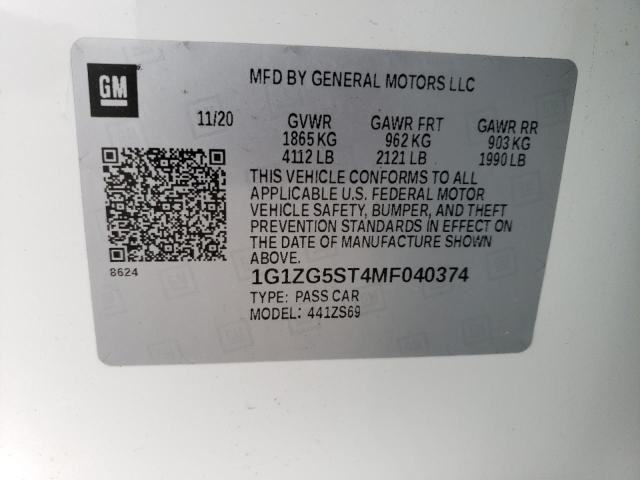 GM
MFD BY GENERAL MOTORS LLC
11/20 GVWR GAWR FRT GAWR RR
1865 KG 962 KG 903 KG
4112 LB 2121 LB 1990 LB
THIS VEHICLE CONFORMS TO ALL
APPLICABLE U.S. FEDERAL MOTOR
VEHICLE SAFETY, BUMPER, AND THEFT
PREVENTION STANDARDS IN EFFECT ON
THE DATE OF MANUFACTURE SHOWN
ABOVE.
8624
1G1ZG5ST4MF040374
TYPE: PASS CAR
MODEL: 441ZS69